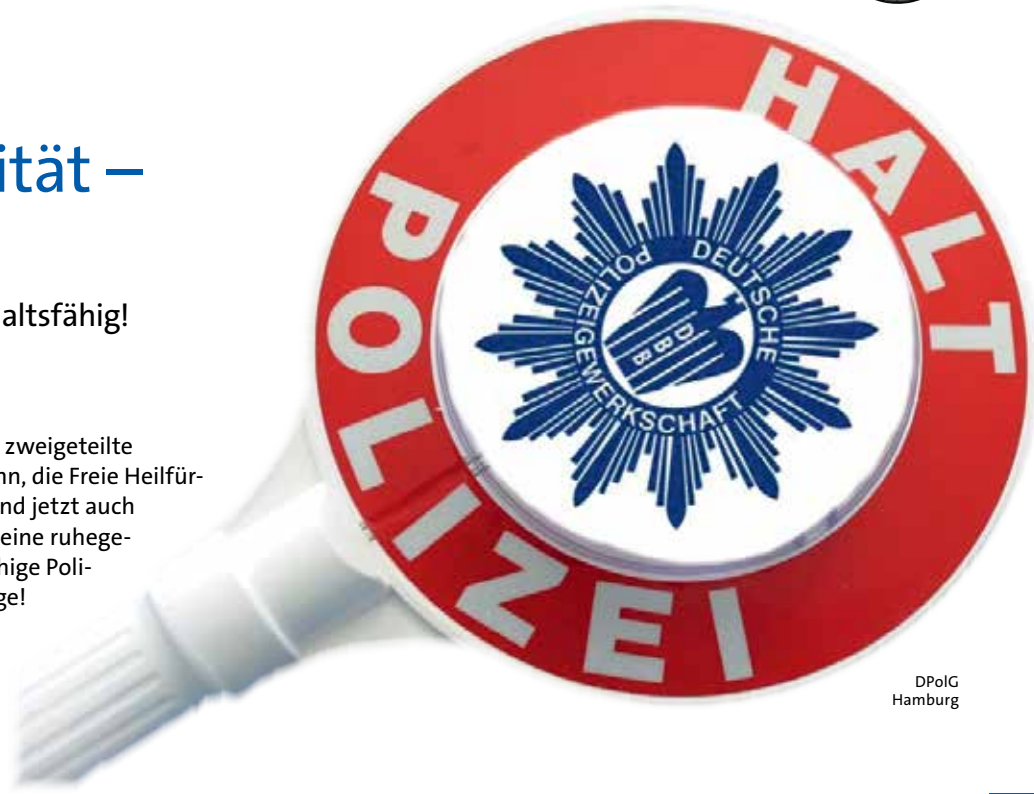 ität –
altsfähig!
zweigeteilte
nn, die Freie Heilfür-
nd jetzt auch
eine ruhege-
hige Poli-
ge!
HALT
POLIZEI
DEUTSCHE
POLIZEIGEWERKSCHAFT
DBB
DPolG
Hamburg